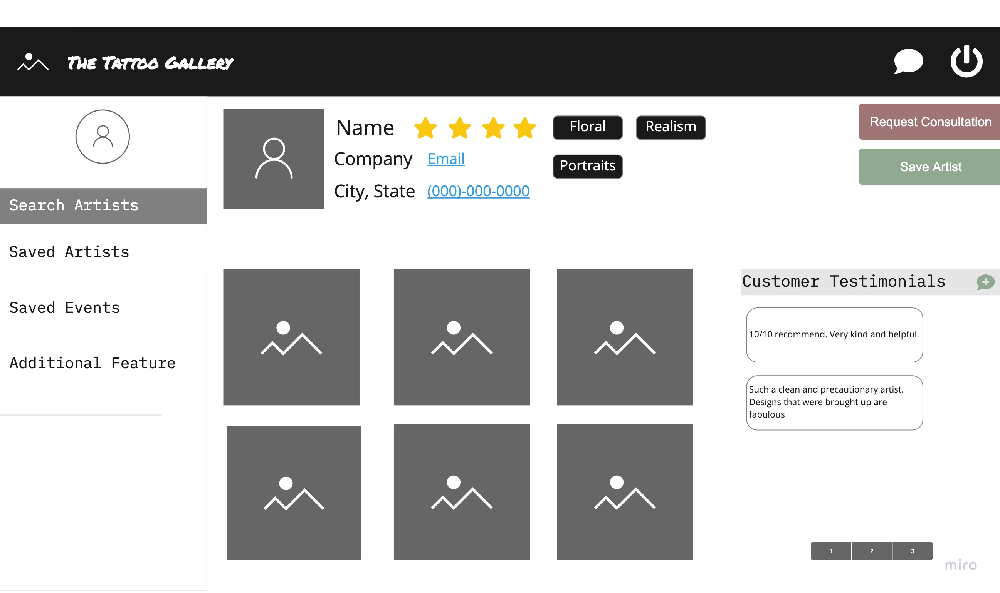 The Tattoo Gallery
Search Artists
Saved Artists
Saved Events
Additional Feature
Name
Company
Email
City, State
(000)-000-0000
Floral
Realism
Portraits
Request Consultation
Save Artist
Customer Testimonials
10/10 recommend. Very kind and helpful.
Such a clean and precautionary artist.
Designs that were brought up are
fabulous
1
2
3
miro